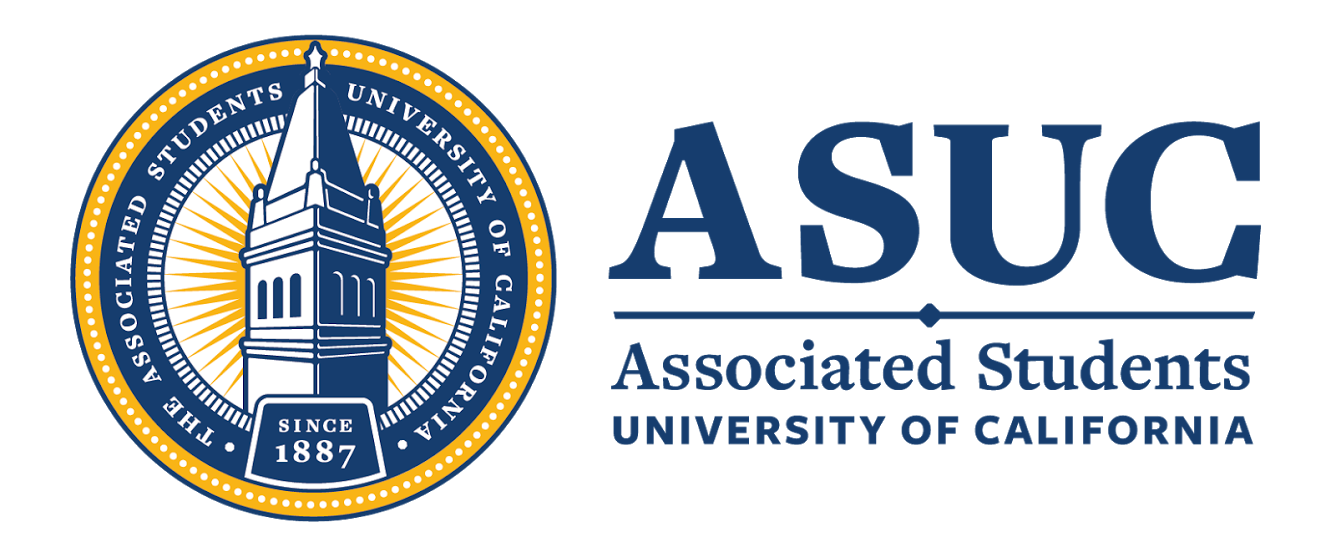 THE ASSOCIATED STUDENTS UNIVERSITY OF CALIFORNIA
SINCE
1887
ASUC
Associated Students
UNIVERSITY OF CALIFORNIA